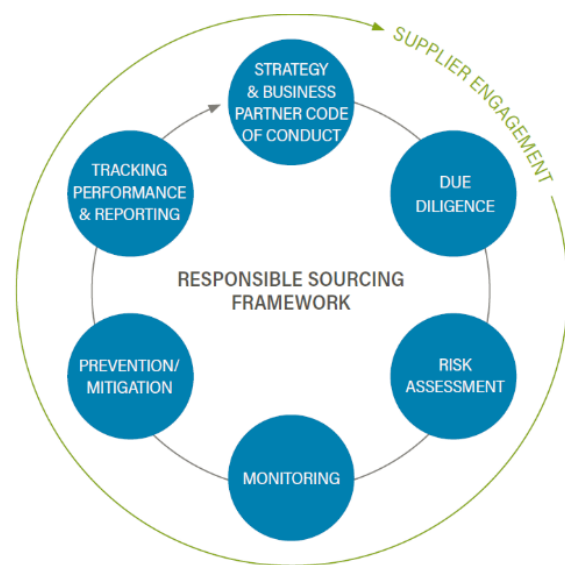 SUPPLIER ENGAGEMENT
STRATEGY
& BUSINESS
PARTNER CODE
OF CONDUCT
DUE
DILIGENCE
RISK
ASSESSMENT
MONITORING
PREVENTION/
MITIGATION
TRACKING
PERFORMANCE
& REPORTING
RESPONSIBLE SOURCING
FRAMEWORK